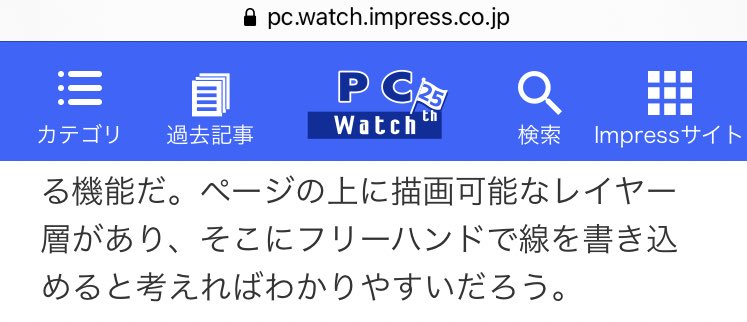 pc.watch.impress.co.jp
PC
25
Watch th
カテゴリ 過去記事 検索 Impressサイト
る機能だ。ページの上に描画可能なレイヤー
層があり、そこにフリーハンドで線を書き込
めると考えればわかりやすいだろう。